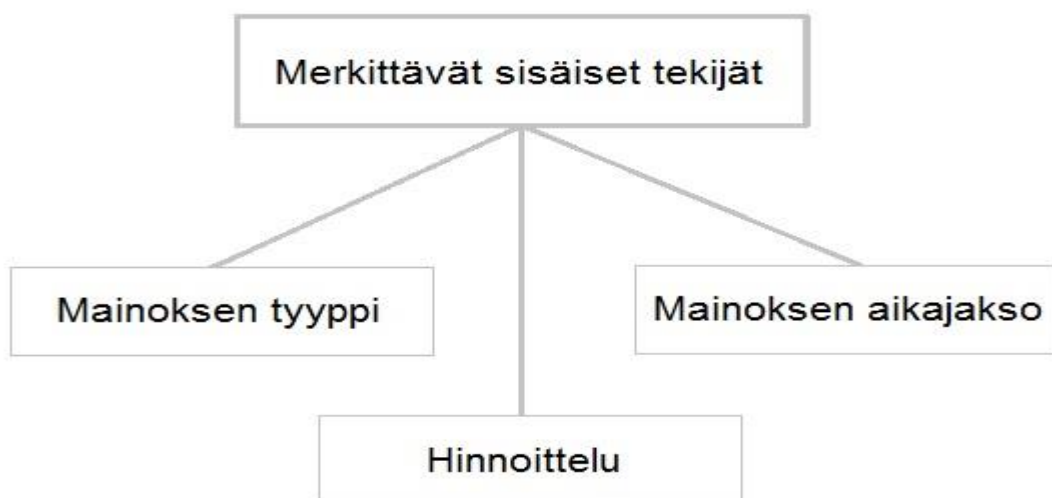 Merkittävät sisäiset tekijät
Mainoksen tyyppi
Mainoksen aikajakso
Hinnoittelu